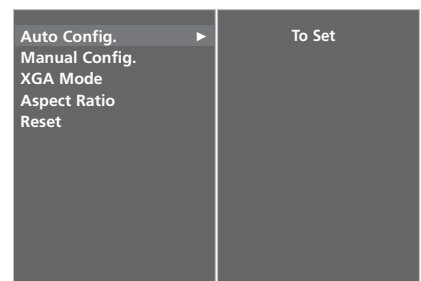 Auto Config. ► To Set
Manual Config.
XGA Mode
Aspect Ratio
Reset